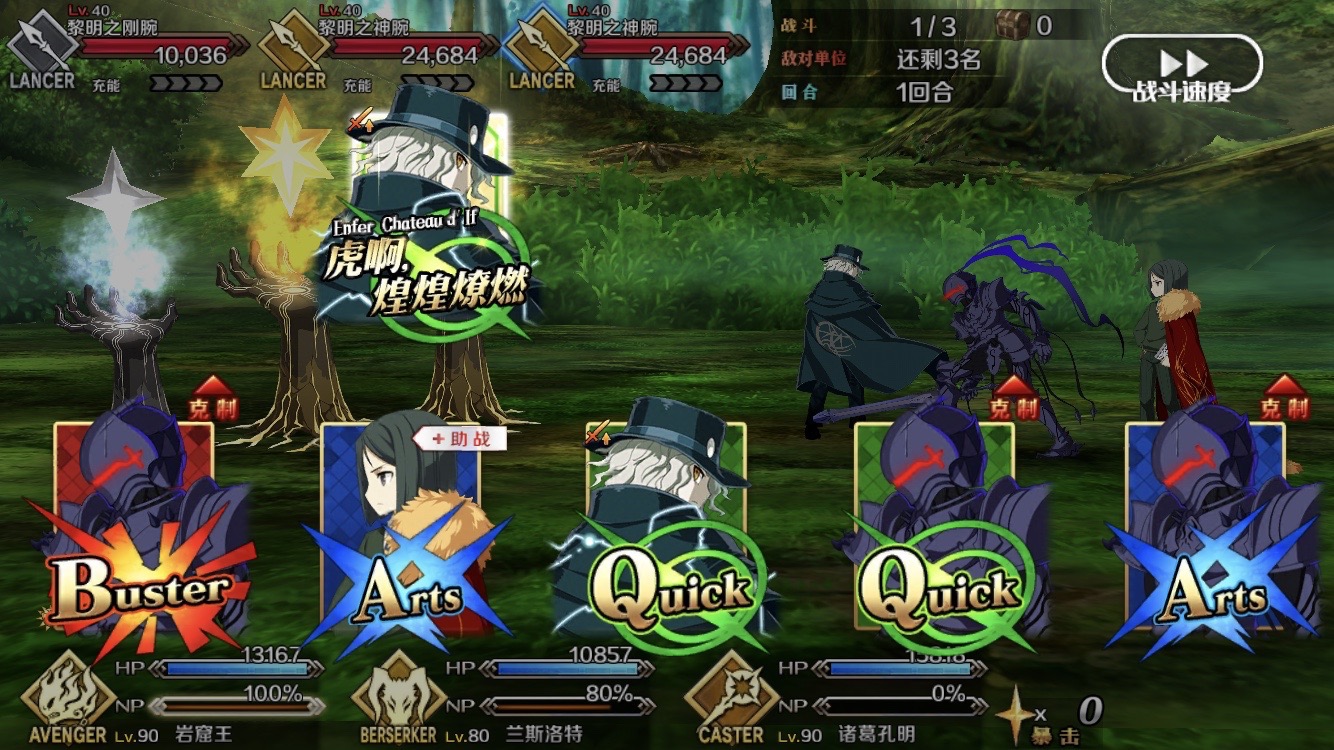 Lv.40
黎明之刚腕
10,036
LANCER 充能
Lv.40
黎明之神腕
24,684
LANCER 充能
Lv.40
黎明之神腕
24,684
LANCER 充能
战斗 1/3 0
敌对单位 还剩3名
回合 1回合
战斗速度
Enfer Chateau d' If
虎啊,
煌煌燎燃
克制
克制
克制
+助战
Buster
Arts
Quick
Quick
Arts
HP 13167
NP 100%
AVENGER Lv.90 岩窟王
HP 10857
NP 80%
BERSERKER Lv.80 兰斯洛特
HP
NP 0%
CASTER Lv.90 诸葛孔明
x 0
暴击